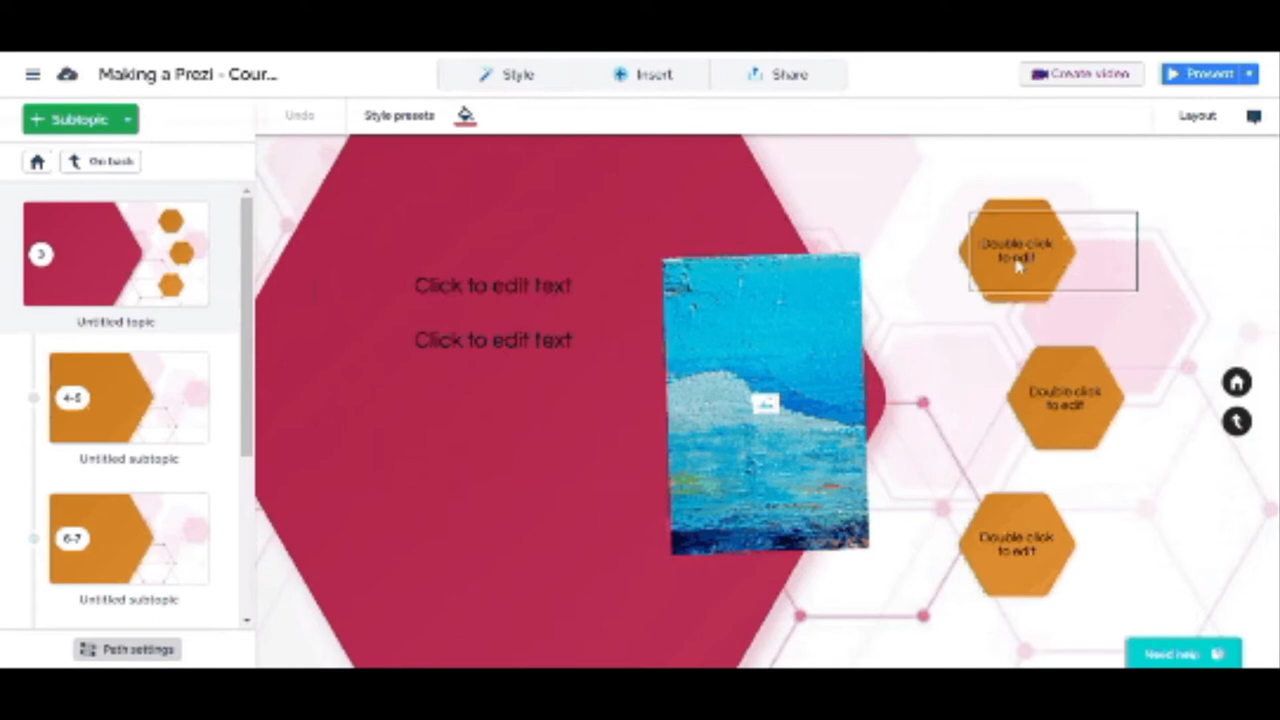 Making a Prezi - Cour...
Style
Insert
Share
Create video
Present
+ Subtopic
Undo
Style presets
Layout
Go back
3
Untitled topic
4-5
Untitled subtopic
6-7
Untitled subtopic
Path settings
Click to edit text
Click to edit text
Double click
to edit
Double click
to edit
Double click
to edit
Need help